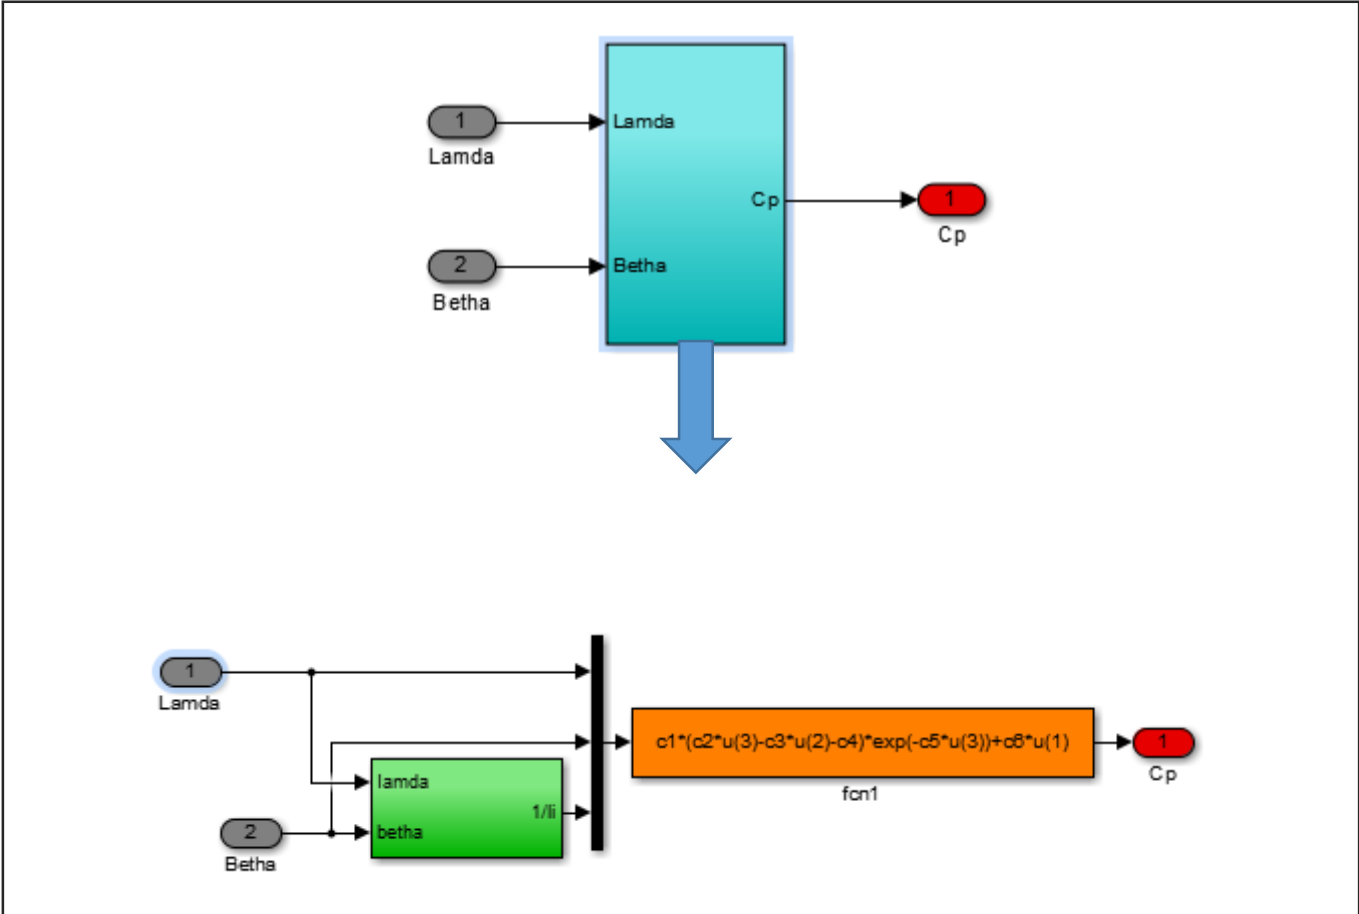 1
Lamda
Lamda
Cp
1
Cp
2
Betha
Betha
1
Lamda
lamda
betha
1/li
2
Betha
c1*(c2*u(3)-c3*u(2)-c4)*exp(-c5*u(3))+c6*u(1)
fcn1
1
Cp